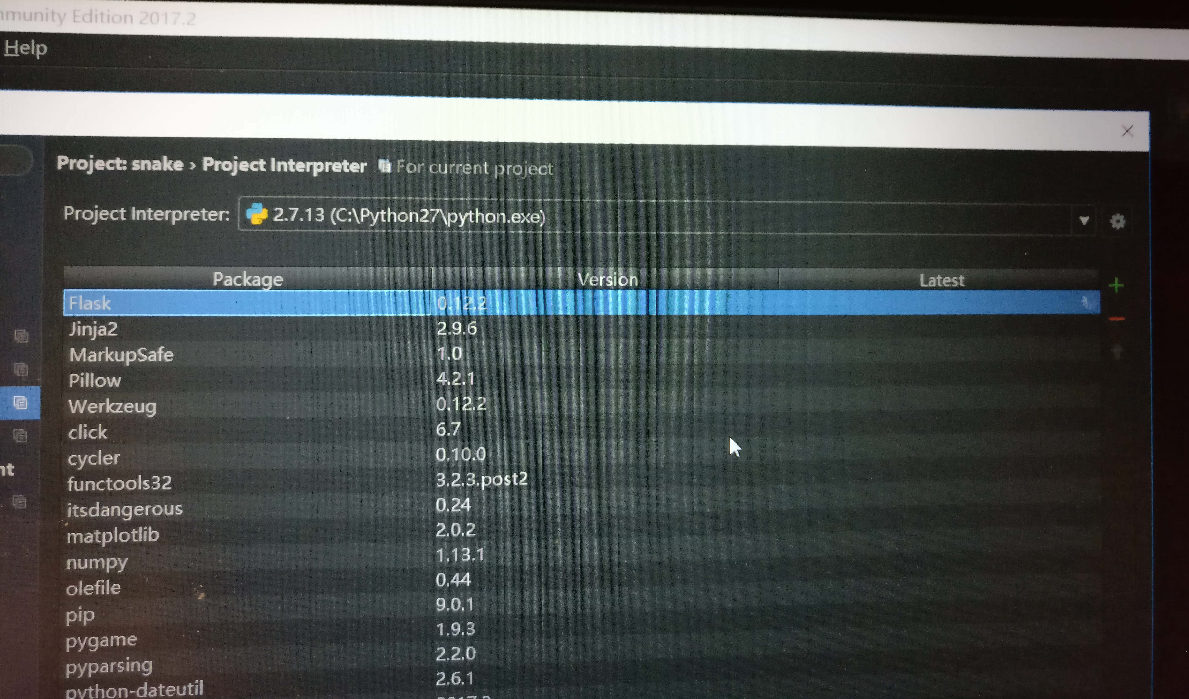 mmunity Edition 2017.2
Help
Project: snake › Project Interpreter For current project
Project Interpreter: 2.7.13 (C:\Python27\python.exe)
Package Version Latest
Flask 0.12.2
Jinja2 2.9.6
MarkupSafe 1.0
Pillow 4.2.1
Werkzeug 0.12.2
click 6.7
cycler 0.10.0
functools32 3.2.3.post2
itsdangerous 0.24
nt
matplotlib 2.0.2
numpy 1.13.1
olefile 0.44
pip 9.0.1
pygame 1.9.3
pyparsing 2.2.0
python-dateutil 2.6.1